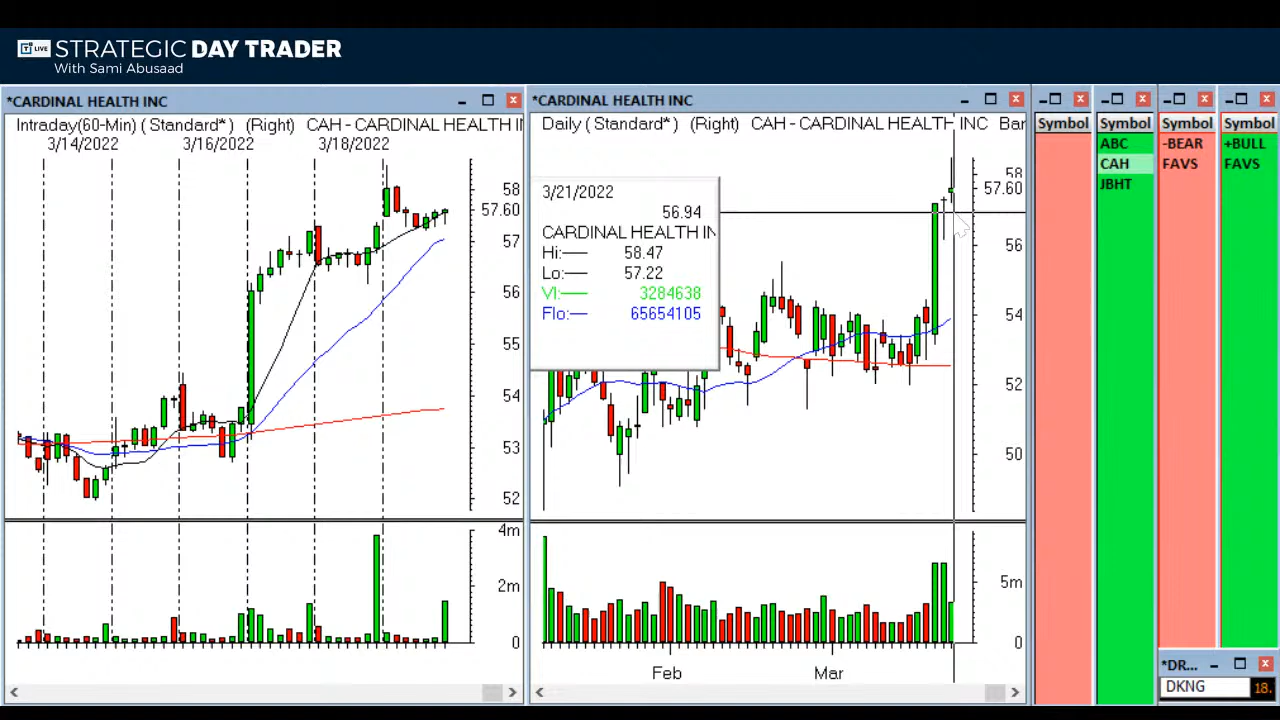 LIVE STRATEGIC DAY TRADER
With Sami Abusaad
*CARDINAL HEALTH INC
Intraday(60-Min) ( Standard* ) (Right) CAH - CARDINAL HEALTH IN
3/14/2022 3/16/2022 3/18/2022
58
57.60
57
56
55
54
53
52
4m
2m
0
*CARDINAL HEALTH INC
Daily ( Standard* ) (Right) CAH - CARDINAL HEALTH INC Bar
3/21/2022
56.94
CARDINAL HEALTH IN
Hi:— 58.47
Lo:— 57.22
Vl:— 3284638
Flo:— 65654105
58
57.60
56
54
52
50
5m
0
Feb Mar
Symbol
Symbol
ABC
CAH
JBHT
Symbol
-BEAR
FAVS
Symbol
+BULL
FAVS
*DR...
DKNG 18.